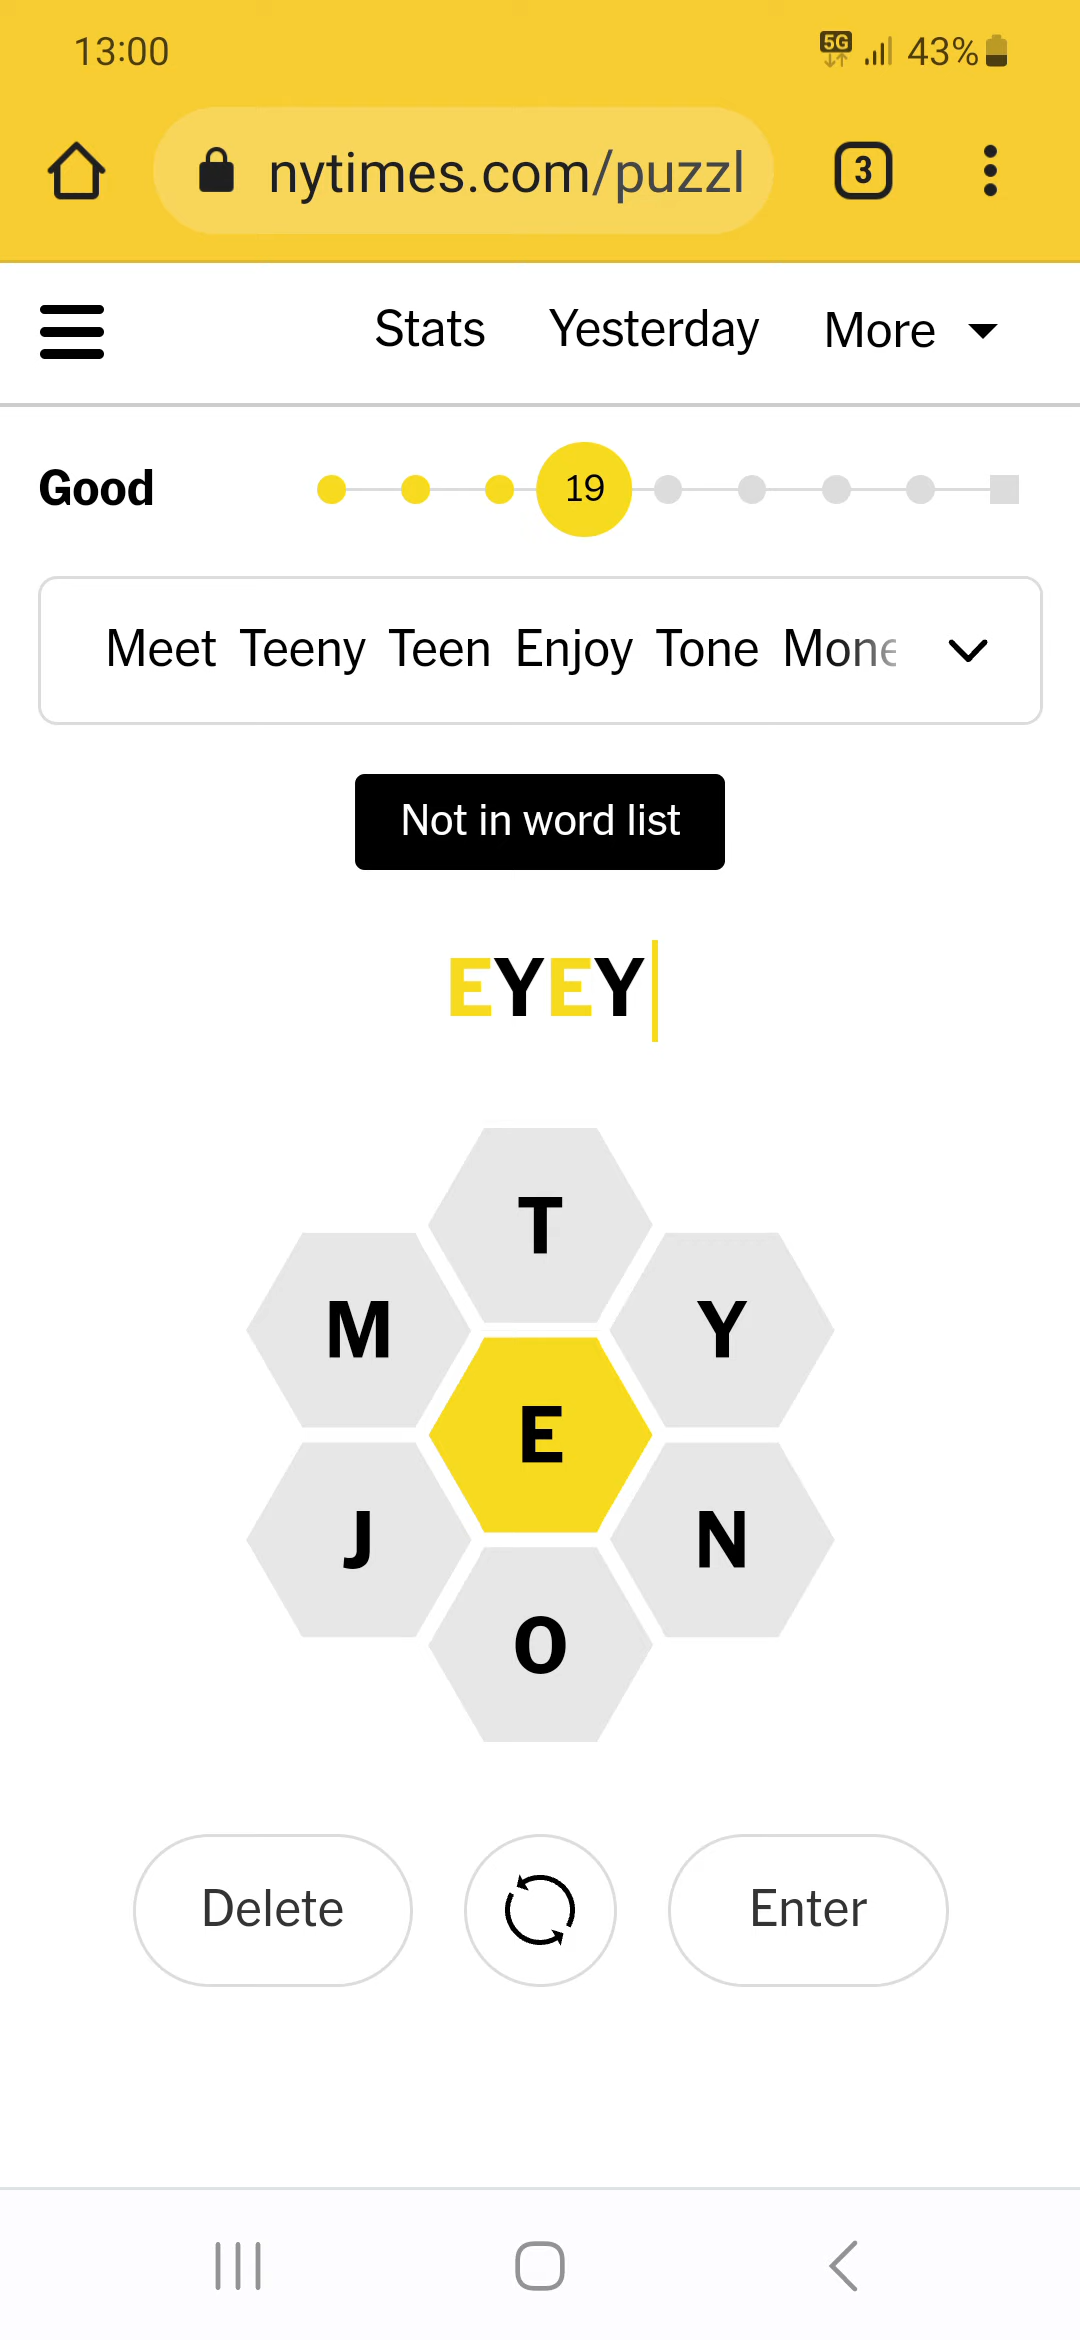 13:00 5G 43%
nytimes.com/puzzl 3
Stats Yesterday More
Good 19
Meet Teeny Teen Enjoy Tone Mone
Not in word list
EYEY
T
M Y
E
J N
O
Delete Enter